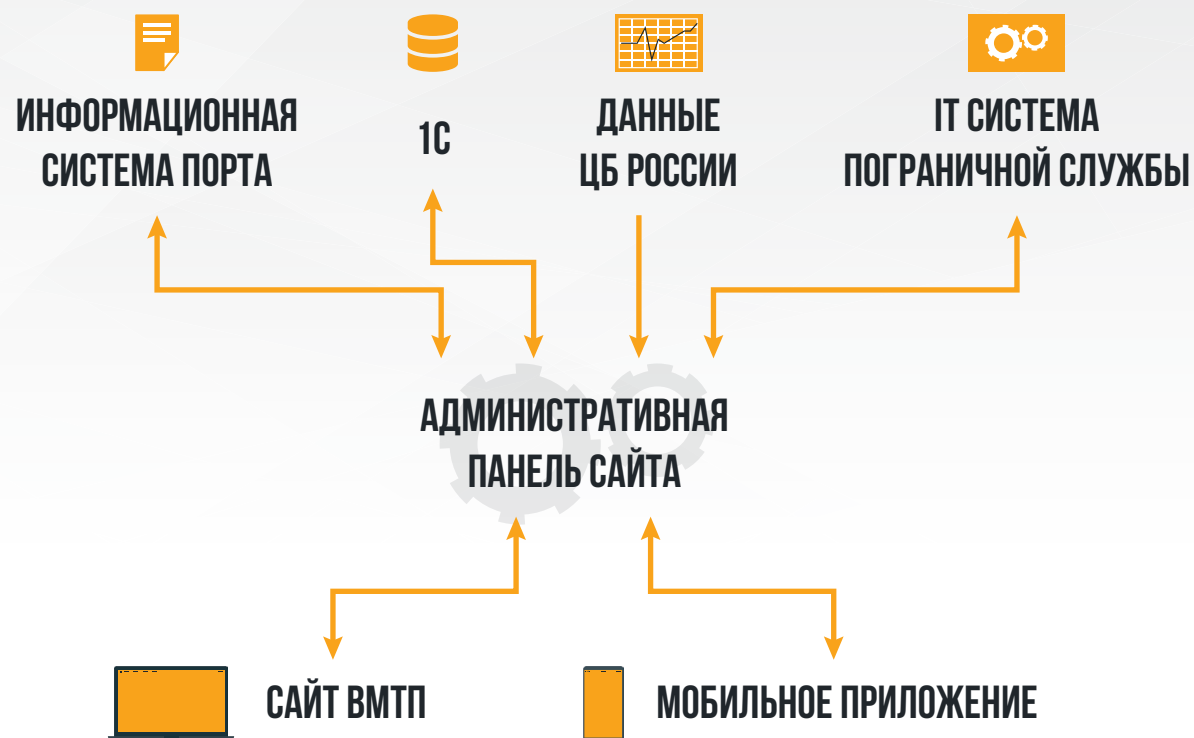 ИНФОРМАЦИОННАЯ
СИСТЕМА ПОРТА
1С
ДАННЫЕ
ЦБ РОССИИ
IT СИСТЕМА
ПОГРАНИЧНОЙ СЛУЖБЫ
АДМИНИСТРАТИВНАЯ
ПАНЕЛЬ САЙТА
САЙТ ВМТП
МОБИЛЬНОЕ ПРИЛОЖЕНИЕ